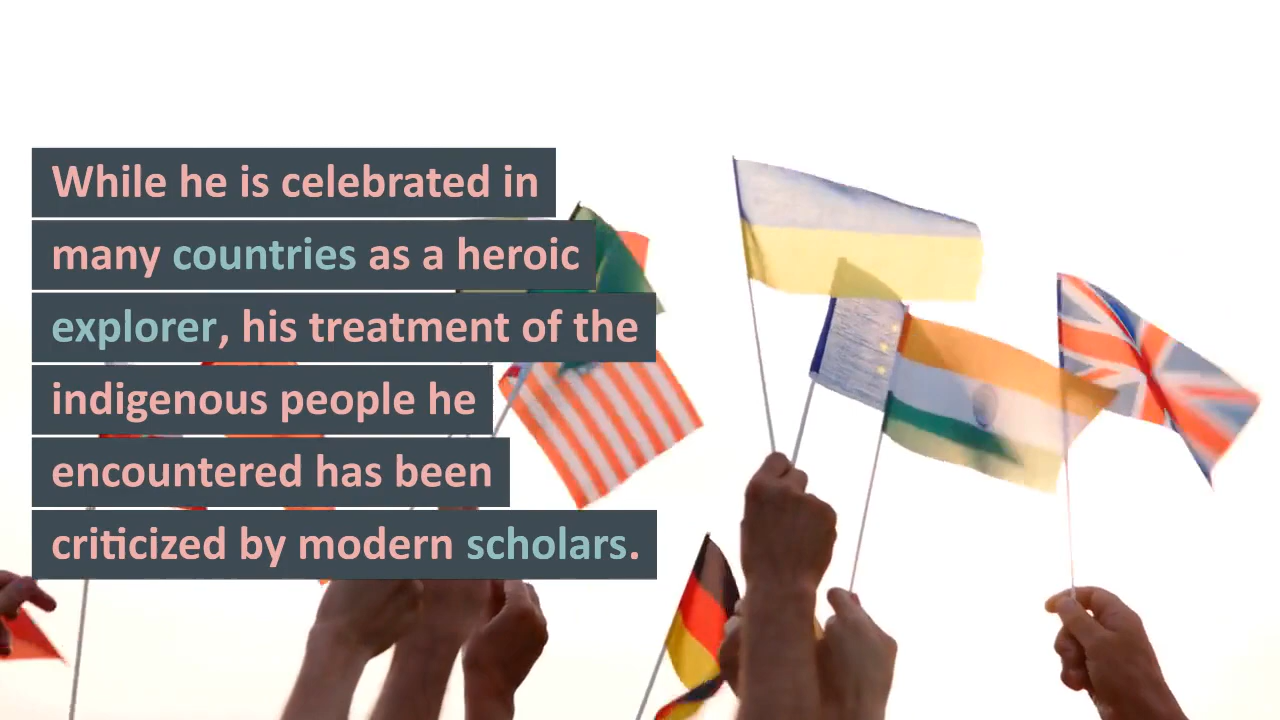 While he is celebrated in
many countries as a heroic
explorer, his treatment of the
indigenous people he
encountered has been
criticized by modern scholars.